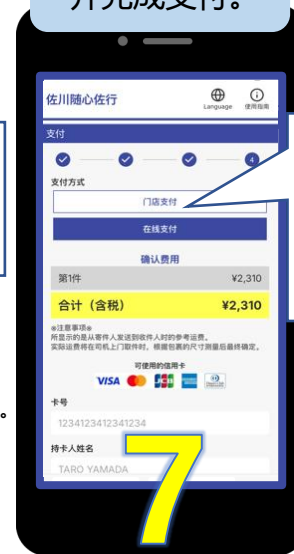 并完成支付。
佐川随心佐行
Language
使用指南
支付
4
支付方式
门店支付
在线支付
确认费用
第1件 ¥2,310
合计（含税） ¥2,310
※注意事项※
所显示的是从寄件人发送到收件人时的参考运费。
实际运费将在司机上门取件时，根据包裹的尺寸测量后最终确定。
可使用的信用卡
VISA JCB
卡号
1234123412341234
持卡人姓名
TARO YAMADA
7
。